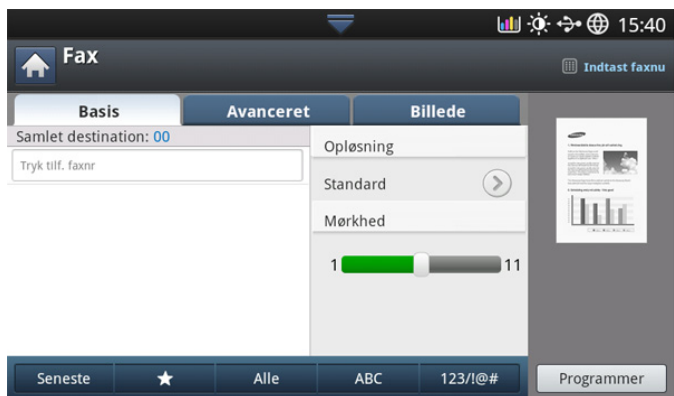 15:40
Fax
Indtast faxnu
Basis
Avanceret
Billede
Samlet destination: 00
Tryk tilf. faxnr
Opløsning
Standard
Mørkhed
1
11
Seneste
★
Alle
ABC
123/!@#
Programmer